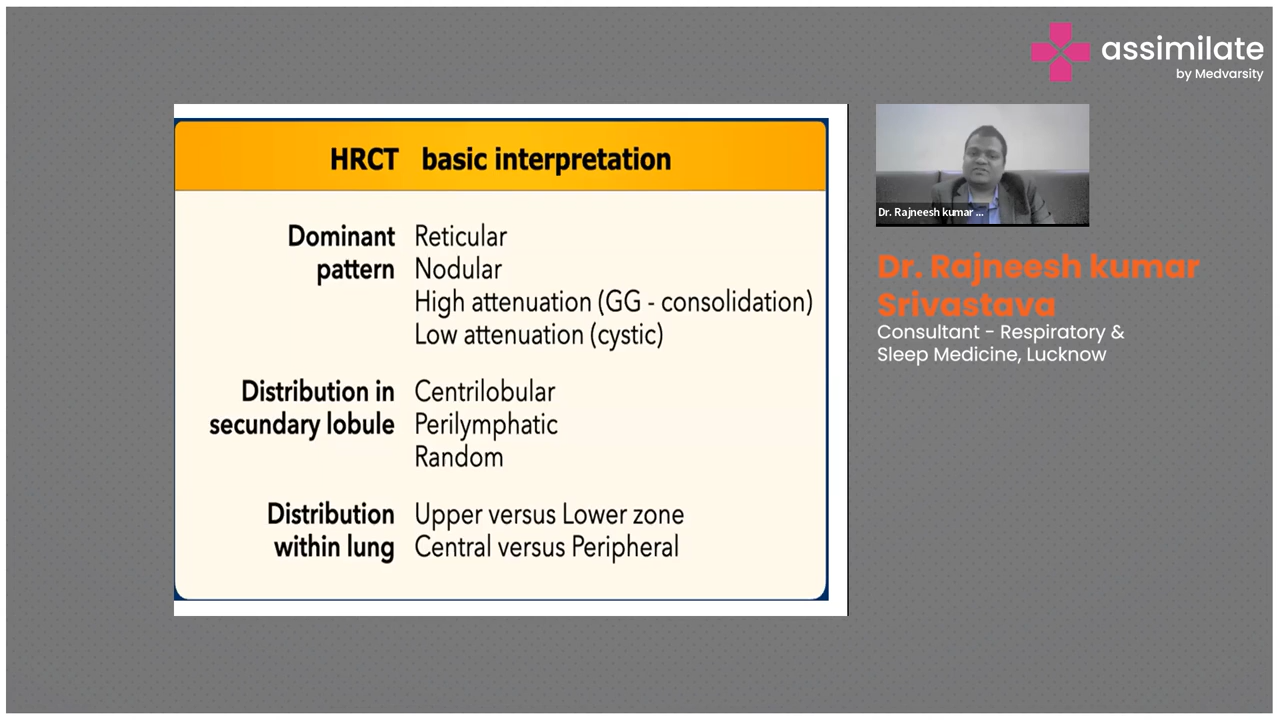 assimilate
by Medvarsity
HRCT basic interpretation
Dominant pattern
Reticular
Nodular
High attenuation (GG - consolidation)
Low attenuation (cystic)
Distribution in secundary lobule
Centrilobular
Perilymphatic
Random
Distribution within lung
Upper versus Lower zone
Central versus Peripheral
Dr. Rajneesh kumar ...
Dr. Rajneesh kumar
Srivastava
Consultant - Respiratory &
Sleep Medicine, Lucknow